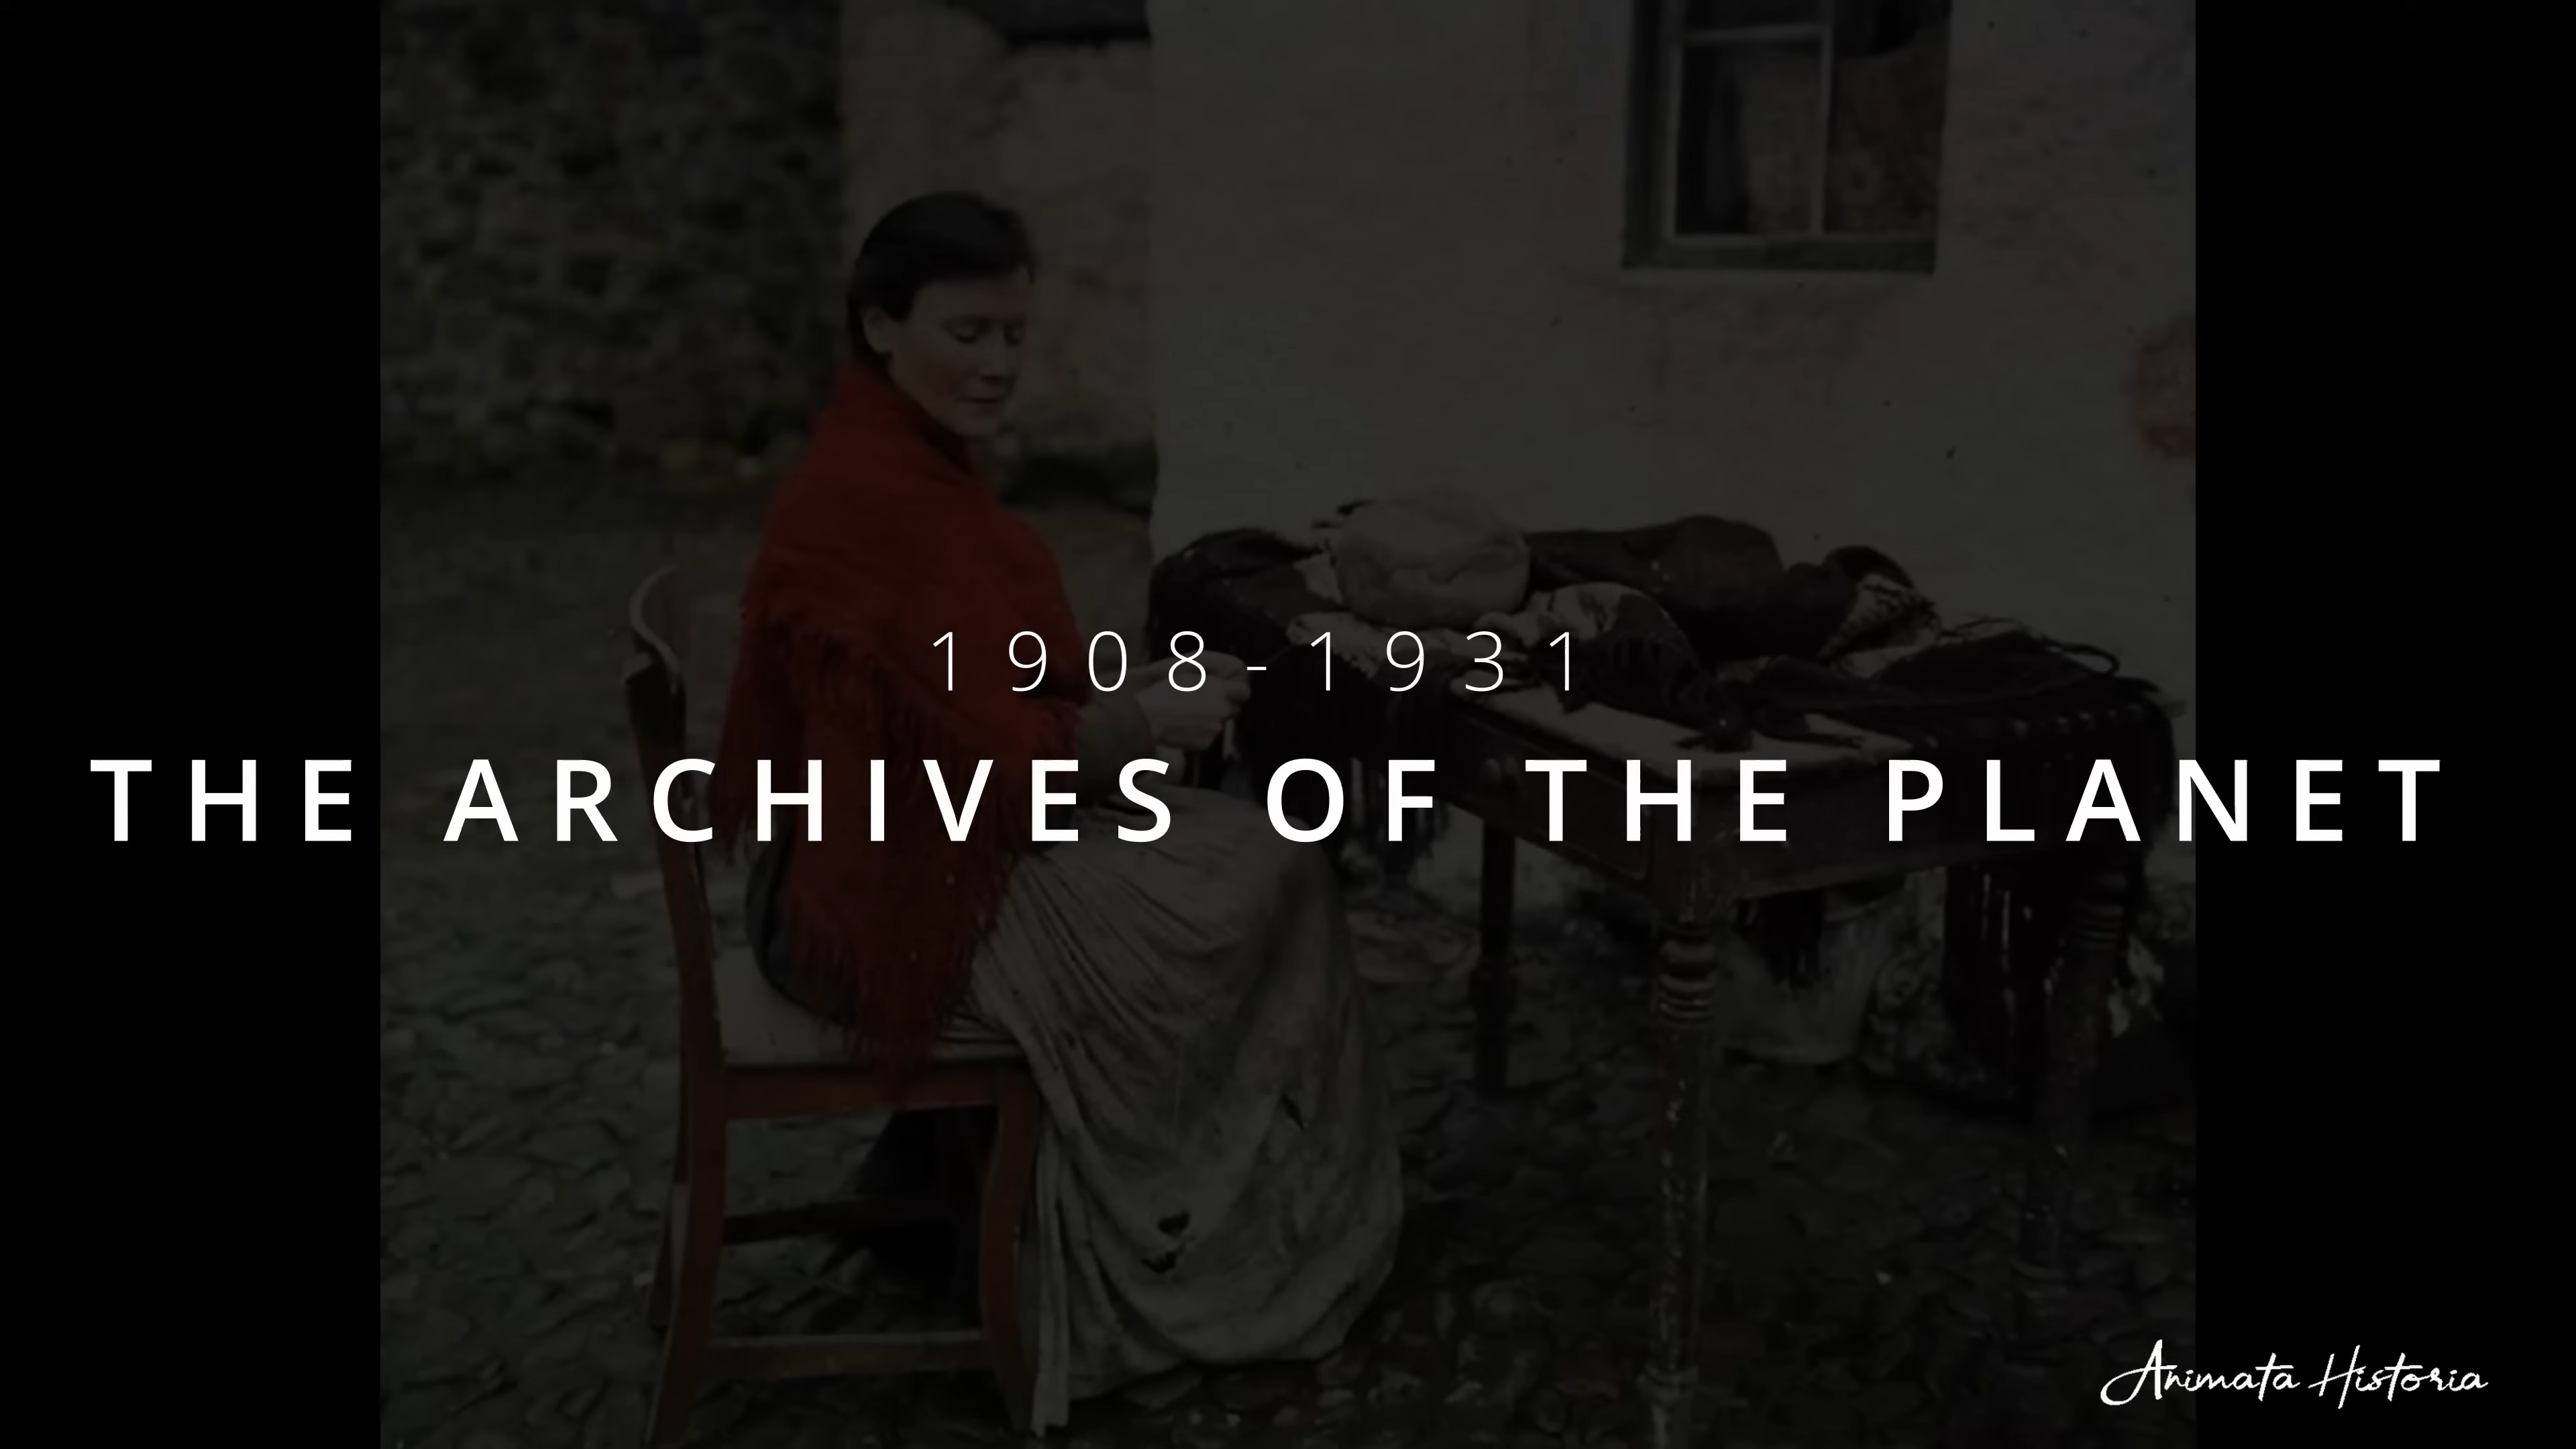 1908-1931
THE ARCHIVES OF THE PLANET
Animata Historia